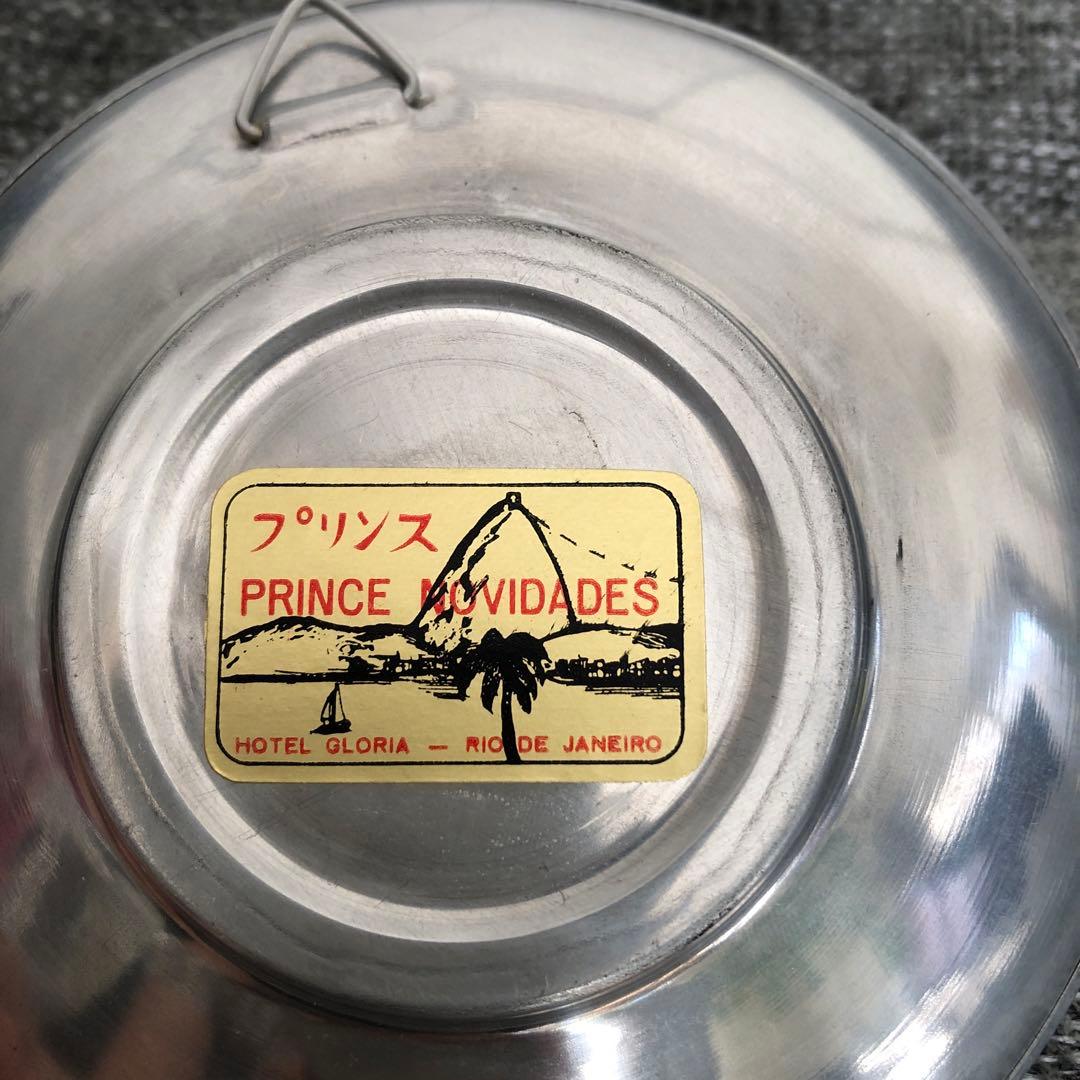 プリンス
PRINCE NOVIDADES
HOTEL GLORIA — RIO DE JANEIRO